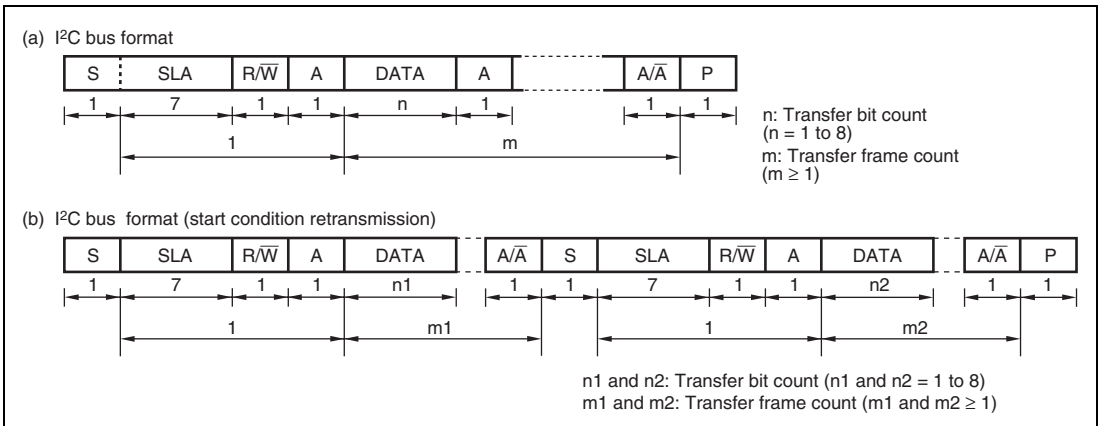 (a) I²C bus format
S SLA R/W̅ A DATA A A/A̅ P
1 7 1 1 n 1 1 1
1 m
n: Transfer bit count
(n = 1 to 8)
m: Transfer frame count
(m ≥ 1)
(b) I²C bus format (start condition retransmission)
S SLA R/W̅ A DATA A/A̅ S SLA R/W̅ A DATA A/A̅ P
1 7 1 1 n1 1 1 7 1 1 n2 1 1
1 m1 1 m2
n1 and n2: Transfer bit count (n1 and n2 = 1 to 8)
m1 and m2: Transfer frame count (m1 and m2 ≥ 1)